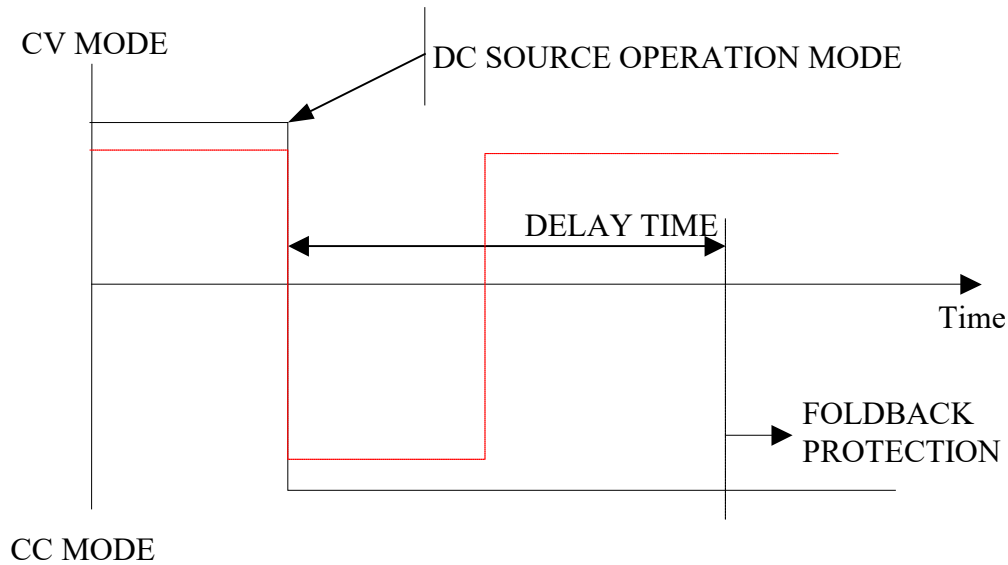 CV MODE
DC SOURCE OPERATION MODE
DELAY TIME
Time
FOLDBACK
PROTECTION
CC MODE